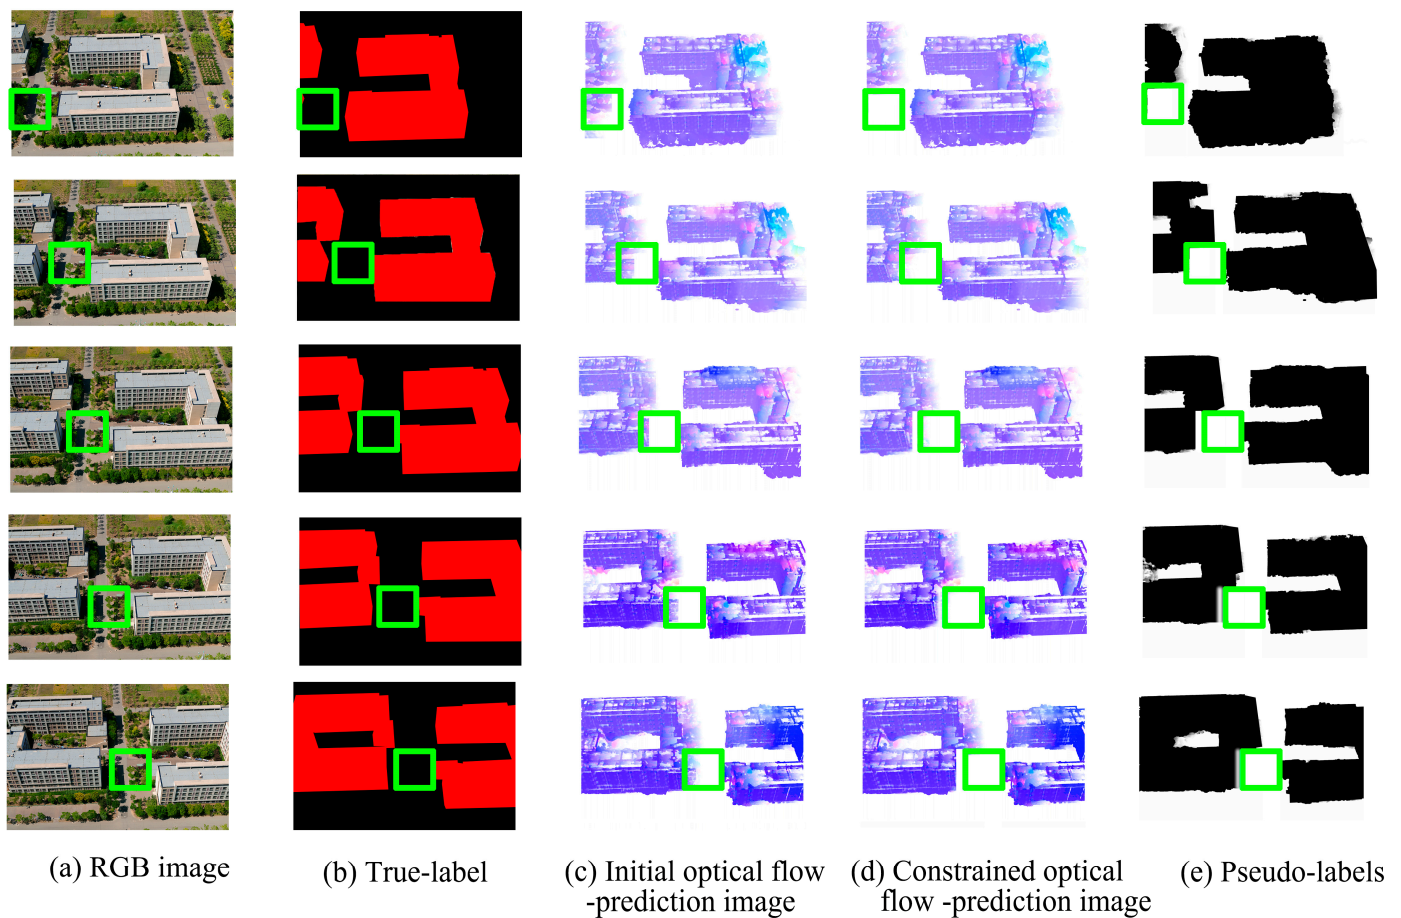 (a) RGB image
(b) True-label
(c) Initial optical flow
-prediction image
(d) Constrained optical
flow -prediction image
(e) Pseudo-labels